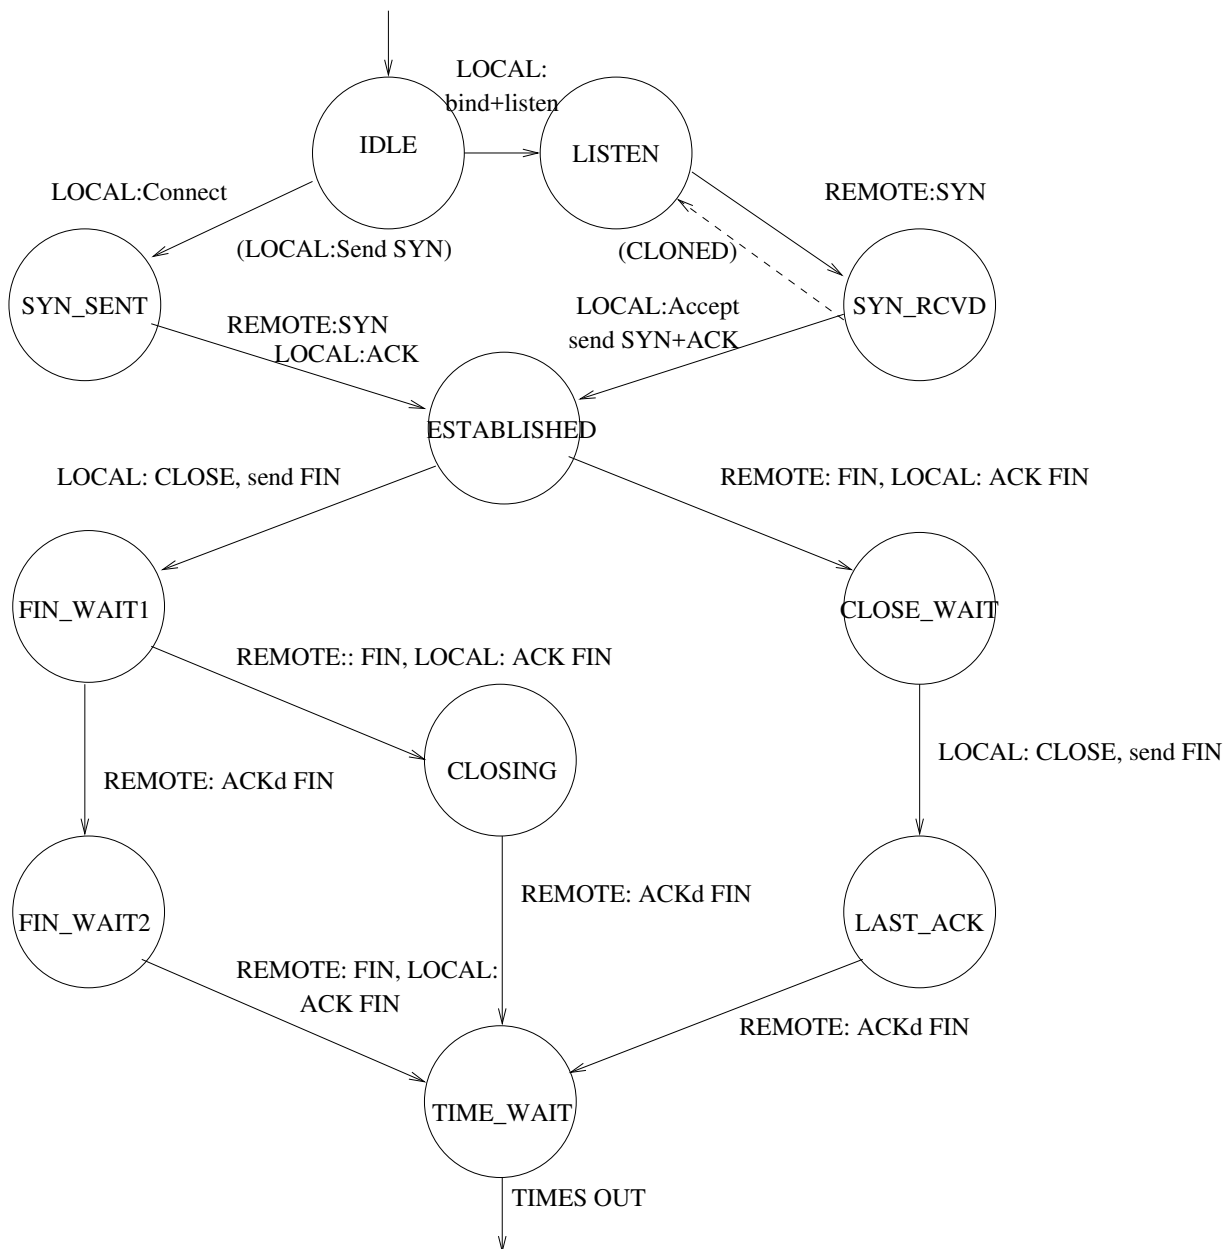 LOCAL:
bind+listen
IDLE
LISTEN
LOCAL:Connect
REMOTE:SYN
(LOCAL:Send SYN)
(CLONED)
SYN_SENT
LOCAL:Accept
SYN_RCVD
REMOTE:SYN
send SYN+ACK
LOCAL:ACK
ESTABLISHED
LOCAL: CLOSE, send FIN
REMOTE: FIN, LOCAL: ACK FIN
FIN_WAIT1
CLOSE_WAIT
REMOTE:: FIN, LOCAL: ACK FIN
LOCAL: CLOSE, send FIN
CLOSING
REMOTE: ACKd FIN
REMOTE: ACKd FIN
FIN_WAIT2
LAST_ACK
REMOTE: FIN, LOCAL:
ACK FIN
REMOTE: ACKd FIN
TIME_WAIT
TIMES OUT